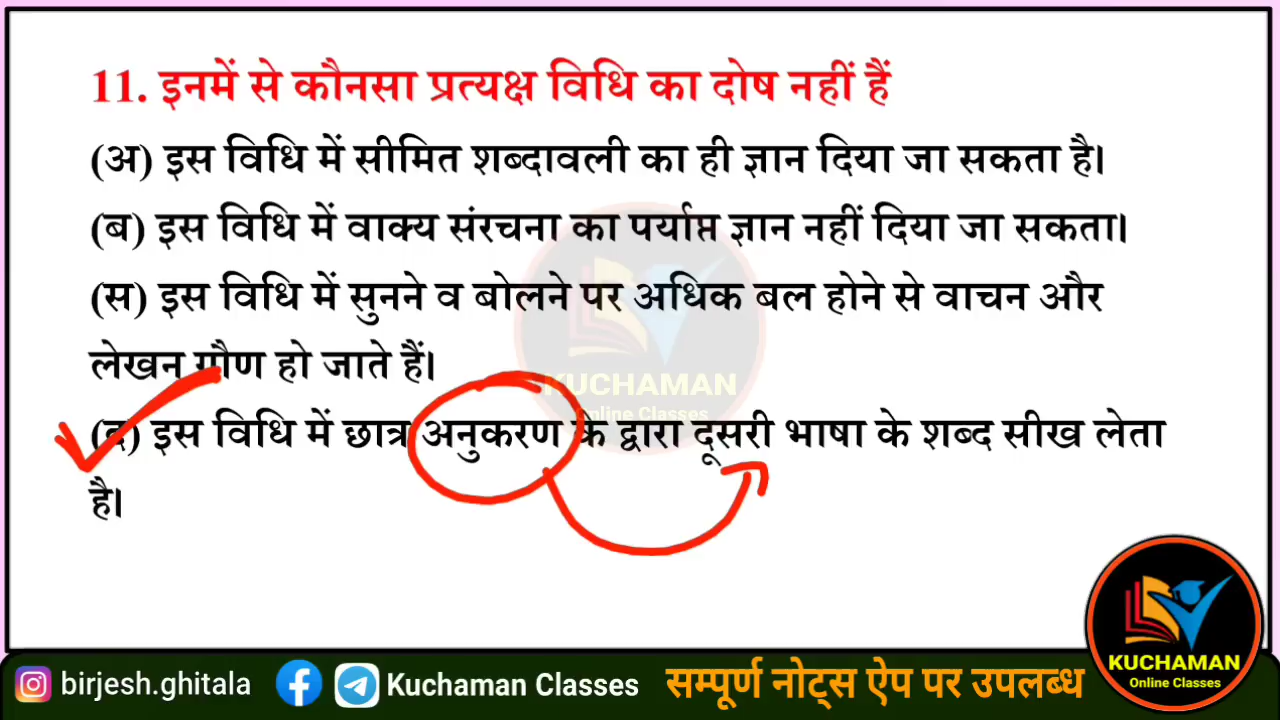 11. इनमें से कौनसा प्रत्यक्ष विधि का दोष नहीं हैं
(अ) इस विधि में सीमित शब्दावली का ही ज्ञान दिया जा सकता है।
(ब) इस विधि में वाक्य संरचना का पर्याप्त ज्ञान नहीं दिया जा सकता।
(स) इस विधि में सुनने व बोलने पर अधिक बल होने से वाचन और
लेखन गौण हो जाते हैं।
KUCHAMAN
Online Classes
(द) इस विधि में छात्र अनुकरण के द्वारा दूसरी भाषा के शब्द सीख लेता
है।
KUCHAMAN
Online Classes
birjesh.ghitala
Kuchaman Classes
सम्पूर्ण नोट्स ऐप पर उपलब्ध